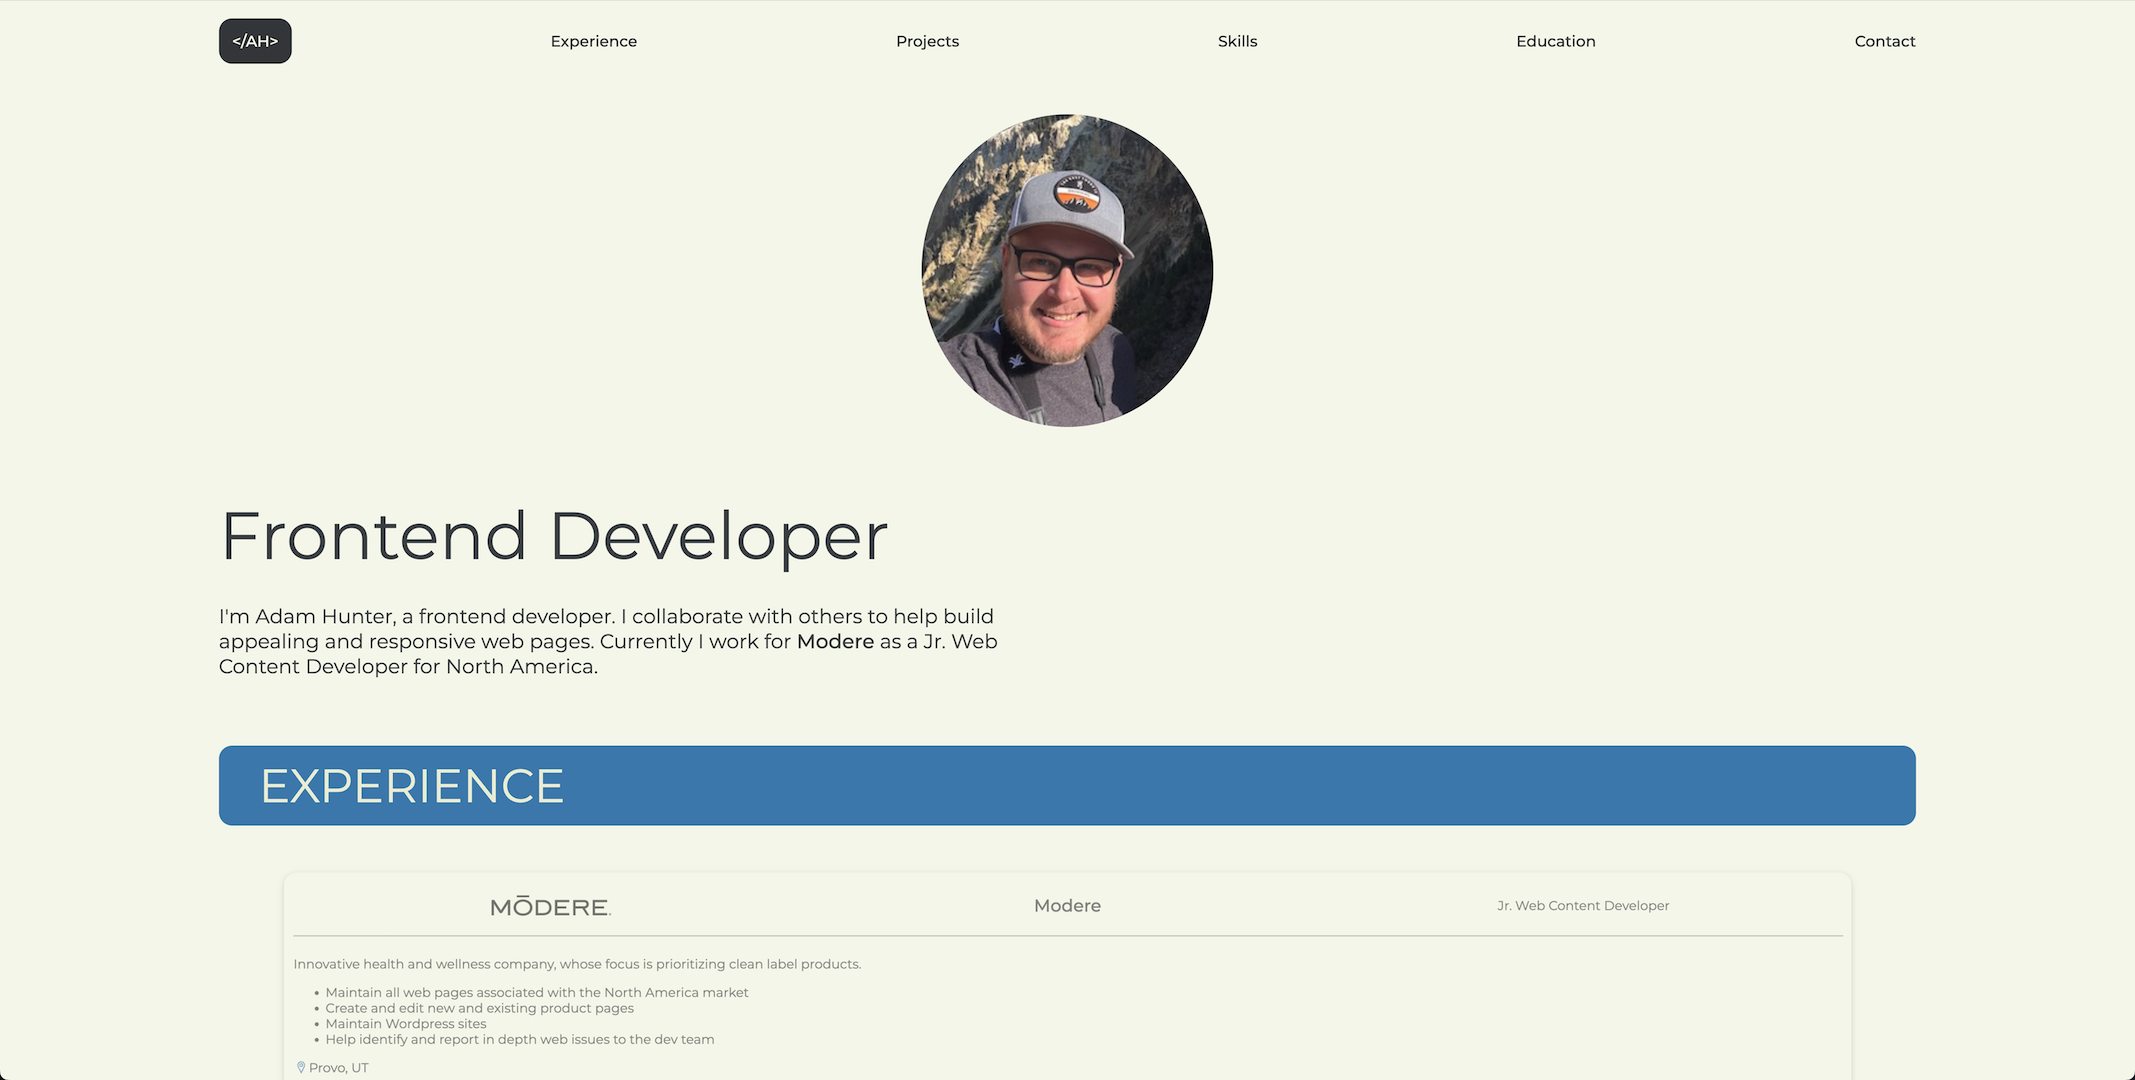 </AH>
Experience
Projects
Skills
Education
Contact
Frontend Developer
I'm Adam Hunter, a frontend developer. I collaborate with others to help build
appealing and responsive web pages. Currently I work for Modere as a Jr. Web
Content Developer for North America.
EXPERIENCE
MŌDERE.
Modere
Jr. Web Content Developer
Innovative health and wellness company, whose focus is prioritizing clean label products.
• Maintain all web pages associated with the North America market
• Create and edit new and existing product pages
• Maintain Wordpress sites
• Help identify and report in depth web issues to the dev team
Provo, UT